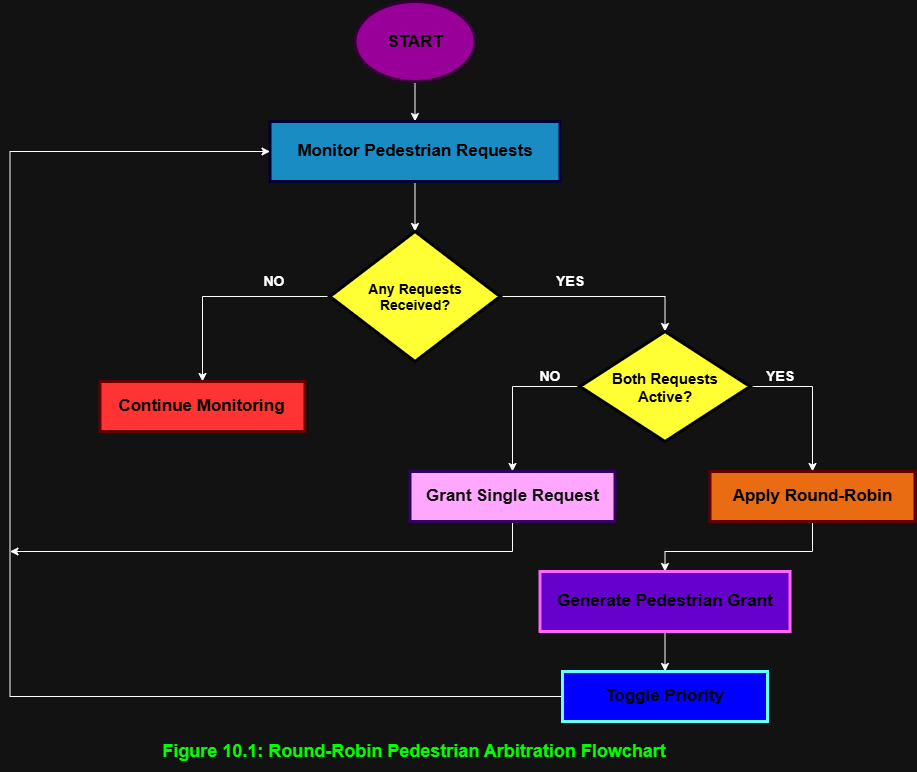 START
Monitor Pedestrian Requests
Any Requests
Received?
NO
YES
Both Requests
Active?
NO
YES
Continue Monitoring
Grant Single Request
Apply Round-Robin
Generate Pedestrian Grant
Toggle Priority
Figure 10.1: Round-Robin Pedestrian Arbitration Flowchart